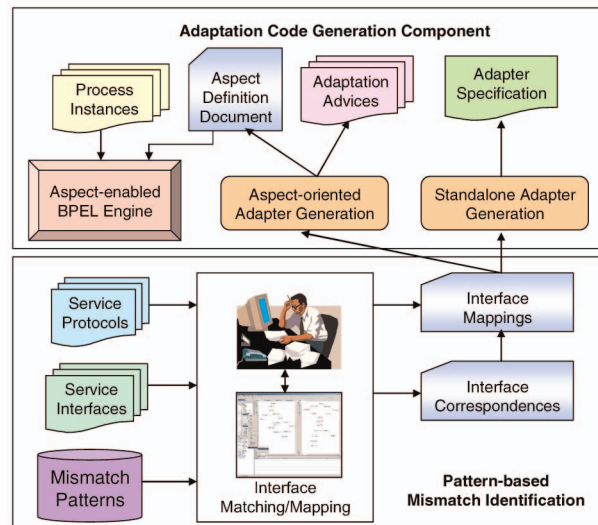 Adaptation Code Generation Component
Process
Instances
Aspect
Definition
Document
Adaptation
Advices
Adapter
Specification
Aspect-enabled
BPEL Engine
Aspect-oriented
Adapter Generation
Standalone Adapter
Generation
Service
Protocols
Interface
Mappings
Service
Interfaces
Interface
Correspondences
Mismatch
Patterns
Interface
Matching/Mapping
Pattern-based
Mismatch Identification